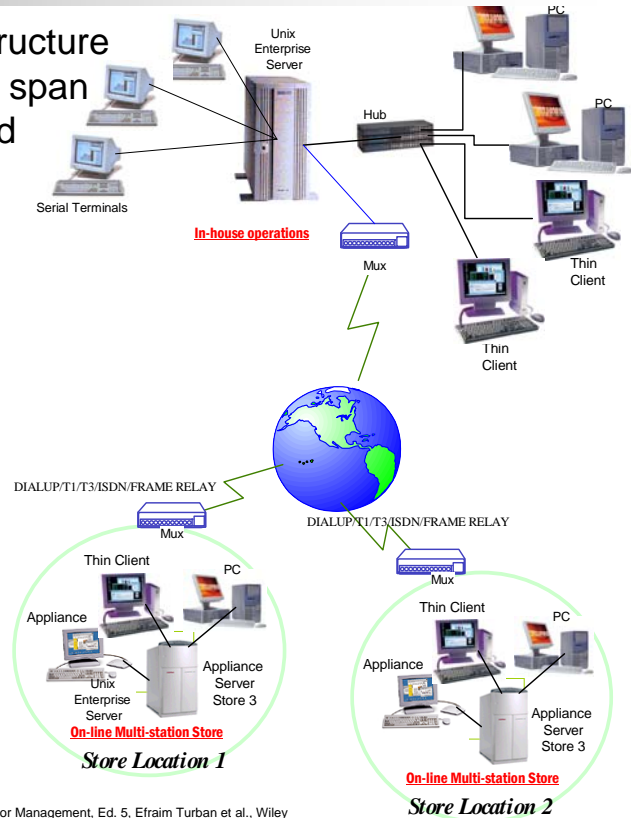 ructure
span
d
Unix
Enterprise
Server
PC
PC
Hub
Serial Terminals
In-house operations
Mux
Thin
Client
Thin
Client
DIALUP/T1/T3/ISDN/FRAME RELAY
Mux
DIALUP/T1/T3/ISDN/FRAME RELAY
Mux
Thin Client
PC
Appliance
Unix
Enterprise
Server
Appliance
Server
Store 3
On-line Multi-station Store
Store Location 1
Thin Client
PC
Appliance
Appliance
Server
Store 3
On-line Multi-station Store
Store Location 2
or Management, Ed. 5, Efraim Turban et al., Wiley